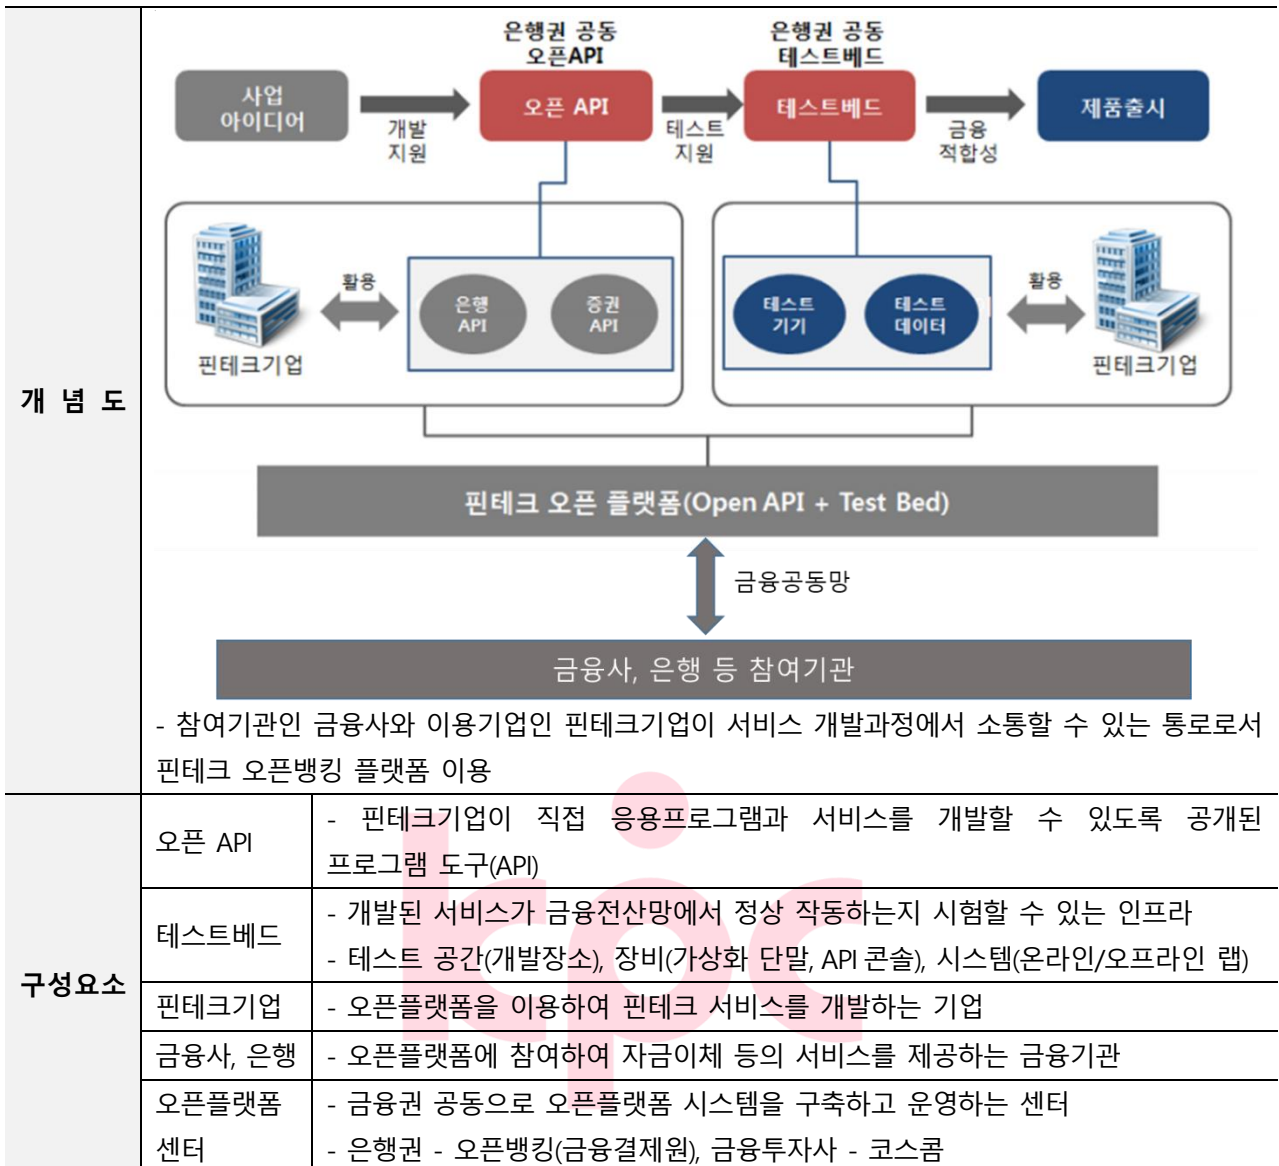 은행권 공동
오픈API
은행권 공동
테스트베드
사업
아이디어
개발
지원
오픈 API
테스트
지원
테스트베드
금융
적합성
제품출시
핀테크기업
활용
은행
API
증권
API
테스트
기기
테스트
데이터
활용
핀테크기업
개 념 도
핀테크 오픈 플랫폼(Open API + Test Bed)
금융공동망
금융사, 은행 등 참여기관
- 참여기관인 금융사와 이용기업인 핀테크기업이 서비스 개발과정에서 소통할 수 있는 통로로서
핀테크 오픈뱅킹 플랫폼 이용
구성요소
오픈 API
- 핀테크기업이 직접 응용프로그램과 서비스를 개발할 수 있도록 공개된
프로그램 도구(API)
테스트베드
- 개발된 서비스가 금융전산망에서 정상 작동하는지 시험할 수 있는 인프라
- 테스트 공간(개발장소), 장비(가상화 단말, API 콘솔), 시스템(온라인/오프라인 랩)
핀테크기업
- 오픈플랫폼을 이용하여 핀테크 서비스를 개발하는 기업
금융사, 은행
- 오픈플랫폼에 참여하여 자금이체 등의 서비스를 제공하는 금융기관
오픈플랫폼
센터
- 금융권 공동으로 오픈플랫폼 시스템을 구축하고 운영하는 센터
- 은행권 - 오픈뱅킹(금융결제원), 금융투자사 - 코스콤
kpc